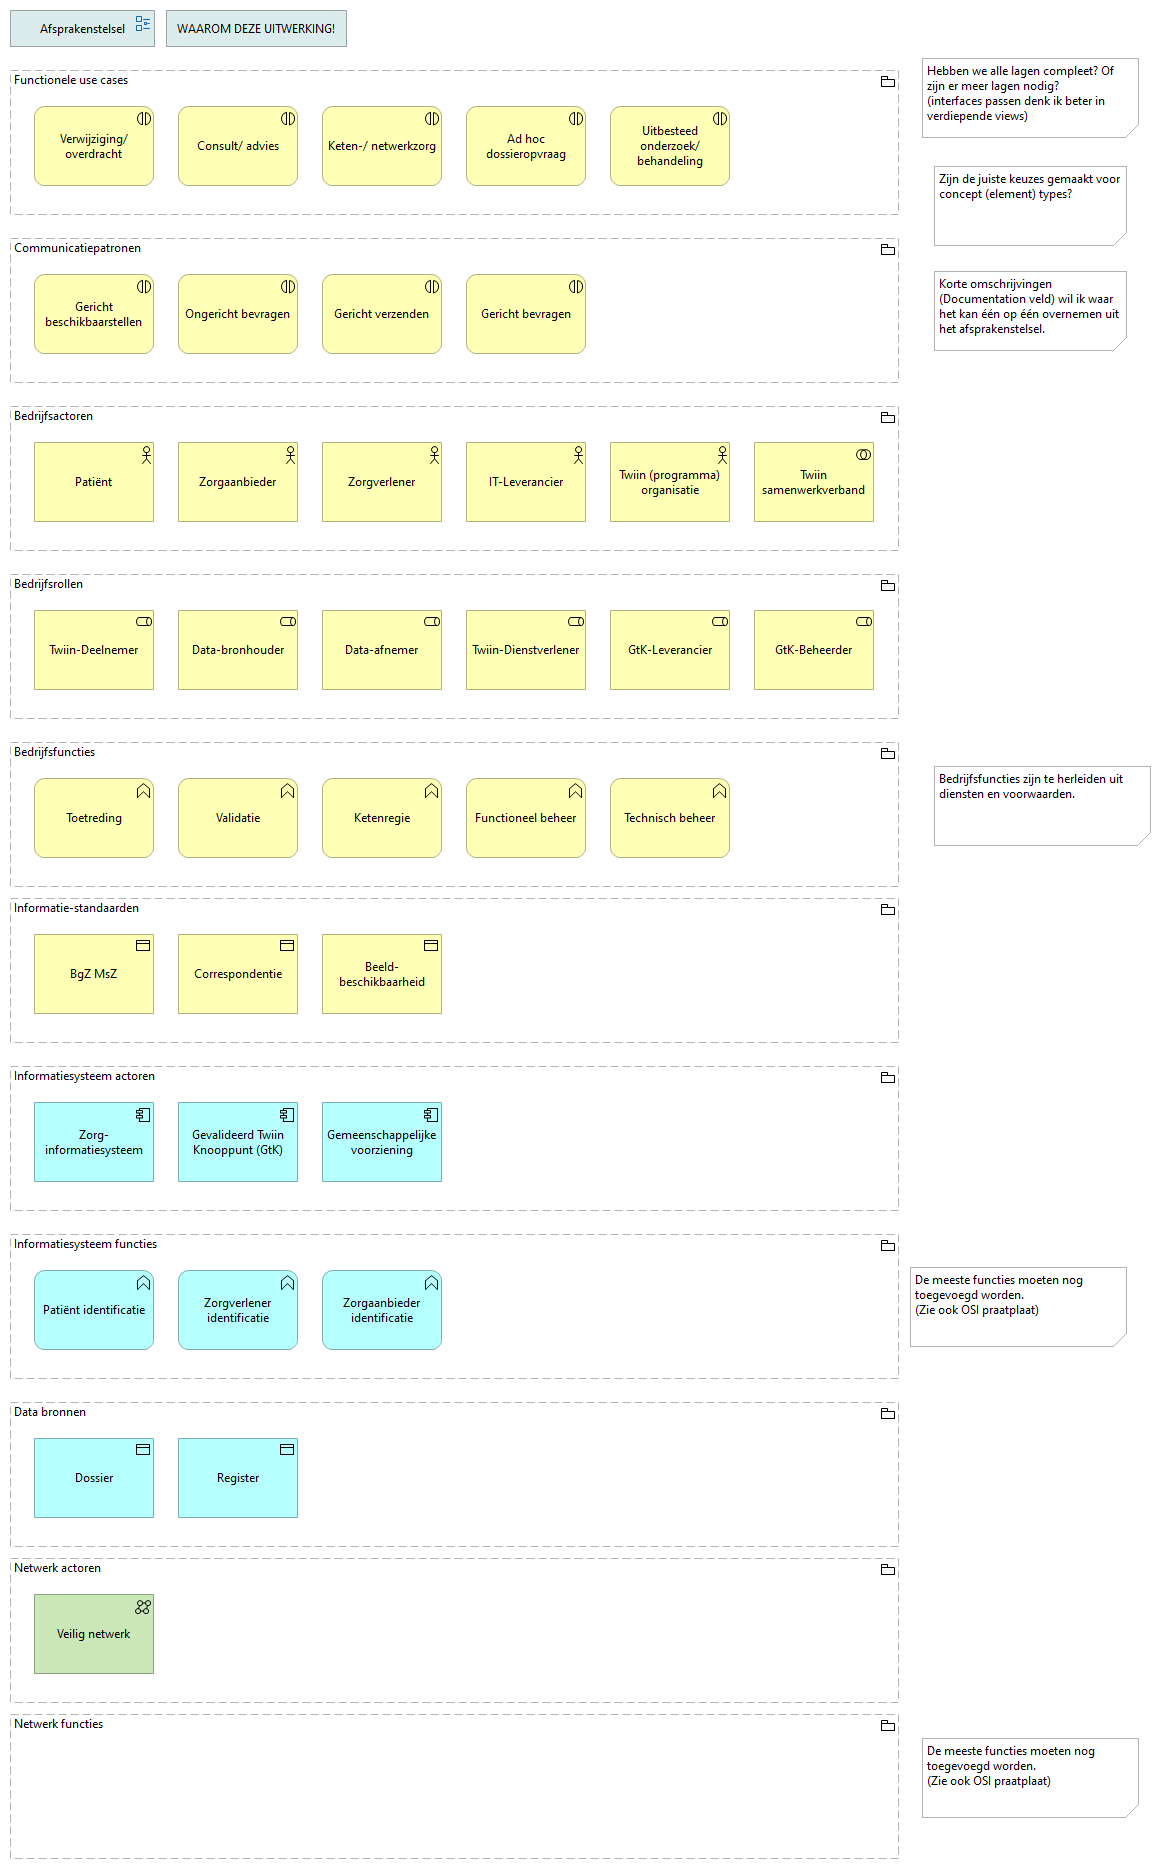 Afsprakenstelsel
WAAROM DEZE UITWERKING!
Functionele use cases
Verwijziging/
overdracht
Consult/ advies
Keten-/ netwerkzorg
Ad hoc
dossieropvraag
Uitbesteed
onderzoek/
behandeling
Hebben we alle lagen compleet? Of
zijn er meer lagen nodig?
(interfaces passen denk ik beter in
verdiepende views)
Zijn de juiste keuzes gemaakt voor
concept (element) types?
Communicatiepatronen
Gericht
beschikbaarstellen
Ongericht bevragen
Gericht verzenden
Gericht bevragen
Korte omschrijvingen
(Documentation veld) wil ik waar
het kan één op één overnemen uit
het afsprakenstelsel.
Bedrijfsactoren
Patiënt
Zorgaanbieder
Zorgverlener
IT-Leverancier
Twiin (programma)
organisatie
Twiin
samenwerkverband
Bedrijfsrollen
Twiin-Deelnemer
Data-bronhouder
Data-afnemer
Twiin-Dienstverlener
GtK-Leverancier
GtK-Beheerder
Bedrijfsfuncties
Toetreding
Validatie
Ketenregie
Functioneel beheer
Technisch beheer
Bedrijfsfuncties zijn te herleiden uit
diensten en voorwaarden.
Informatie-standaarden
BgZ MsZ
Correspondentie
Beeld-
beschikbaarheid
Informatiesysteem actoren
Zorg-
informatiesysteem
Gevalideerd Twiin
Knooppunt (GtK)
Gemeenschappelijke
voorziening
Informatiesysteem functies
Patiënt identificatie
Zorgverlener
identificatie
Zorgaanbieder
identificatie
De meeste functies moeten nog
toegevoegd worden.
(Zie ook OSI praatplaat)
Data bronnen
Dossier
Register
Netwerk actoren
Veilig netwerk
Netwerk functies
De meeste functies moeten nog
toegevoegd worden.
(Zie ook OSI praatplaat)